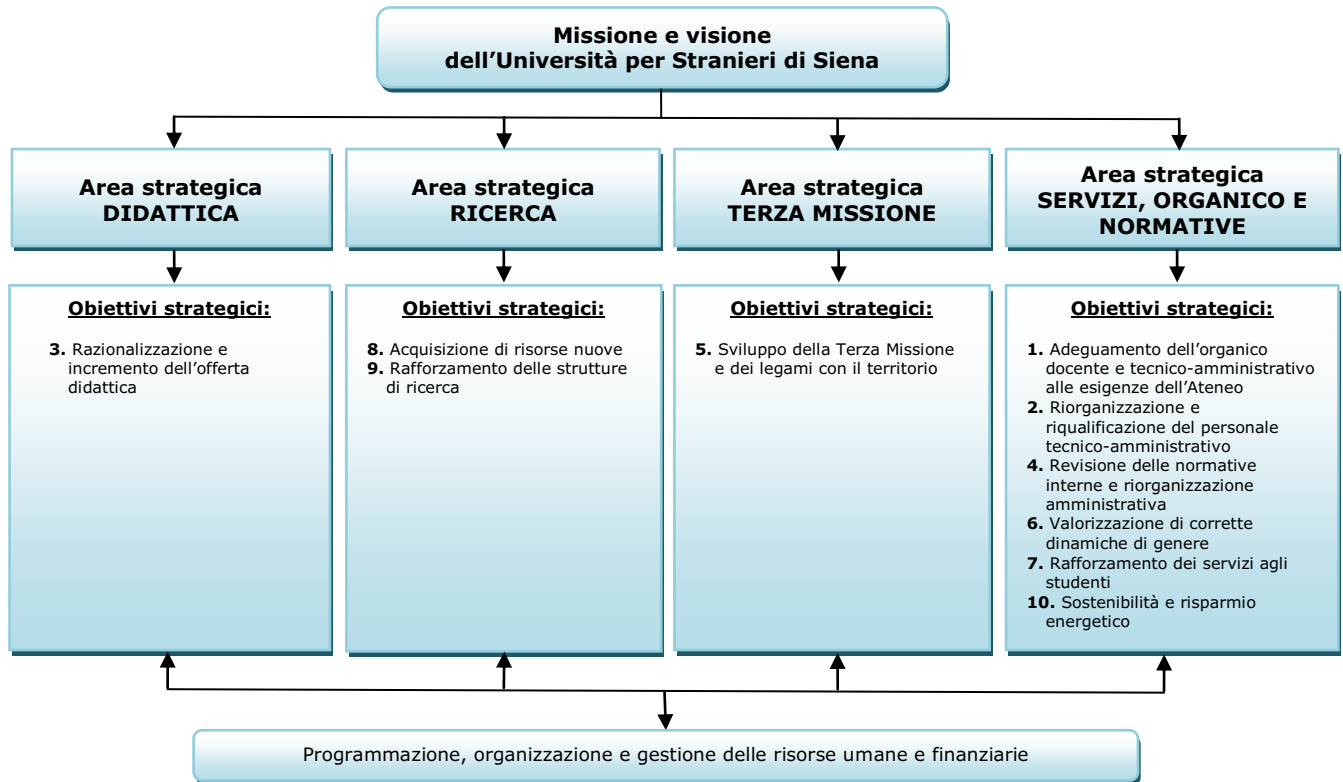 Missione e visione
dell’Università per Stranieri di Siena
Area strategica
DIDATTICA
Area strategica
RICERCA
Area strategica
TERZA MISSIONE
Area strategica
SERVIZI, ORGANICO E
NORMATIVE
Obiettivi strategici:
3. Razionalizzazione e
incremento dell’offerta
didattica
Obiettivi strategici:
8. Acquisizione di risorse nuove
9. Rafforzamento delle strutture
di ricerca
Obiettivi strategici:
5. Sviluppo della Terza Missione
e dei legami con il territorio
Obiettivi strategici:
1. Adeguamento dell’organico
docente e tecnico-amministrativo
alle esigenze dell’Ateneo
2. Riorganizzazione e
riqualificazione del personale
tecnico-amministrativo
4. Revisione delle normative
interne e riorganizzazione
amministrativa
6. Valorizzazione di corrette
dinamiche di genere
7. Rafforzamento dei servizi agli
studenti
10. Sostenibilità e risparmio
energetico
Programmazione, organizzazione e gestione delle risorse umane e finanziarie